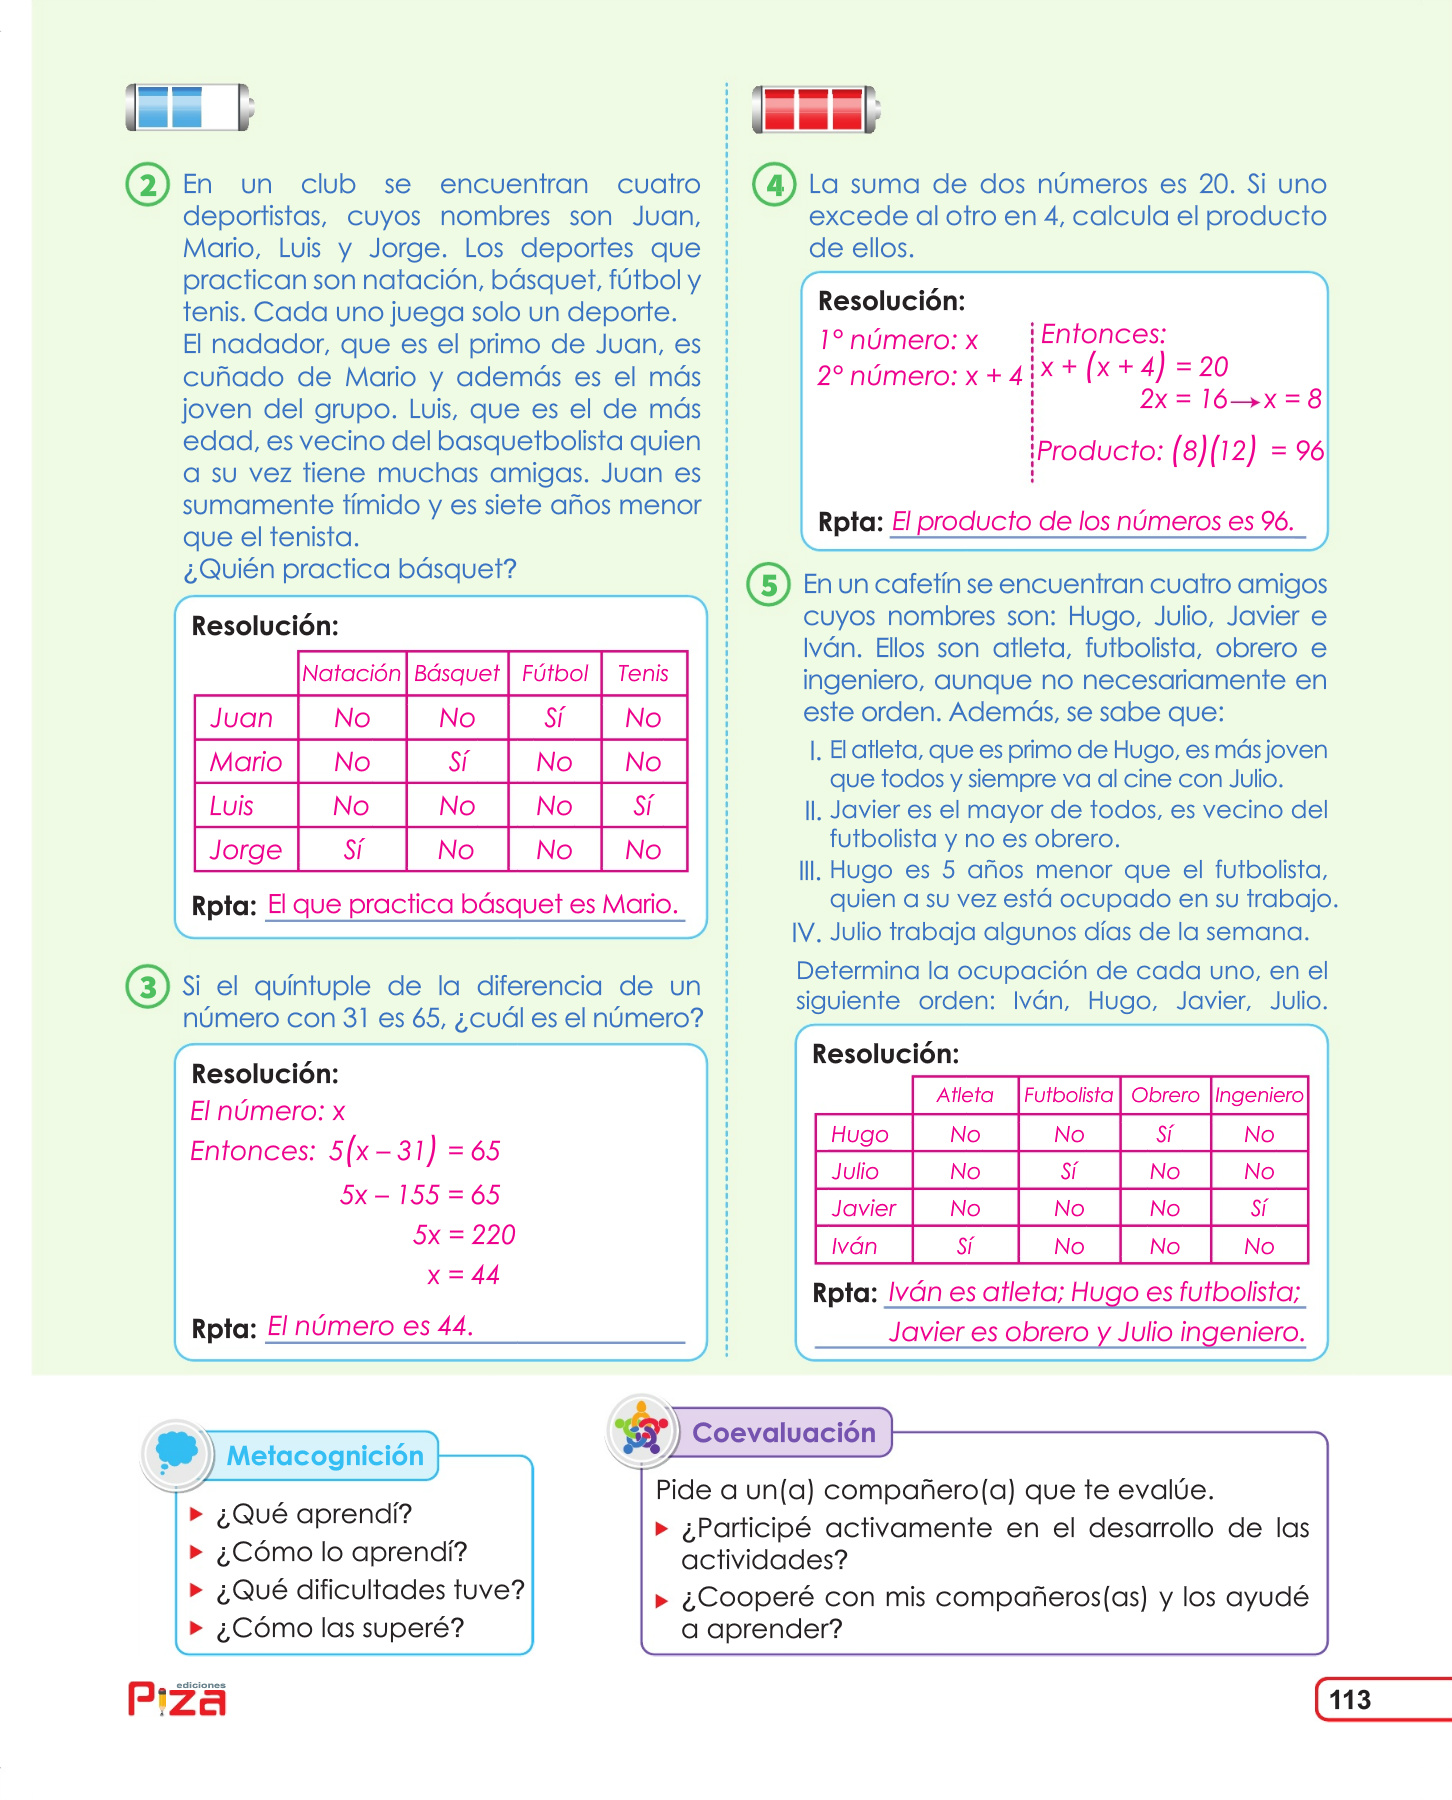 2 En un club se encuentran cuatro
deportistas, cuyos nombres son Juan,
Mario, Luis y Jorge. Los deportes que
practican son natación, básquet, fútbol y
tenis. Cada uno juega solo un deporte.
El nadador, que es el primo de Juan, es
cuñado de Mario y además es el más
joven del grupo. Luis, que es el de más
edad, es vecino del basquetbolista quien
a su vez tiene muchas amigas. Juan es
sumamente tímido y es siete años menor
que el tenista.
¿Quién practica básquet?
Resolución:
Natación Básquet Fútbol Tenis
Juan No No Sí No
Mario No Sí No No
Luis No No No Sí
Jorge Sí No No No
Rpta: El que practica básquet es Mario.
3 Si el quíntuple de la diferencia de un
número con 31 es 65, ¿cuál es el número?
Resolución:
El número: x
Entonces: 5(x – 31) = 65
5x – 155 = 65
5x = 220
x = 44
Rpta: El número es 44.
4 La suma de dos números es 20. Si uno
excede al otro en 4, calcula el producto
de ellos.
Resolución:
1° número: x
2° número: x + 4
Entonces:
x + (x + 4) = 20
2x = 16→x = 8
Producto: (8)(12) = 96
Rpta: El producto de los números es 96.
5 En un cafetín se encuentran cuatro amigos
cuyos nombres son: Hugo, Julio, Javier e
Iván. Ellos son atleta, futbolista, obrero e
ingeniero, aunque no necesariamente en
este orden. Además, se sabe que:
I. El atleta, que es primo de Hugo, es más joven
que todos y siempre va al cine con Julio.
II. Javier es el mayor de todos, es vecino del
futbolista y no es obrero.
III. Hugo es 5 años menor que el futbolista,
quien a su vez está ocupado en su trabajo.
IV. Julio trabaja algunos días de la semana.
Determina la ocupación de cada uno, en el
siguiente orden: Iván, Hugo, Javier, Julio.
Resolución:
Atleta Futbolista Obrero Ingeniero
Hugo No No Sí No
Julio No Sí No No
Javier No No No Sí
Iván Sí No No No
Rpta: Iván es atleta; Hugo es futbolista;
Javier es obrero y Julio ingeniero.
Metacognición
¿Qué aprendí?
¿Cómo lo aprendí?
¿Qué dificultades tuve?
¿Cómo las superé?
Coevaluación
Pide a un(a) compañero(a) que te evalúe.
¿Participé activamente en el desarrollo de las
actividades?
¿Cooperé con mis compañeros(as) y los ayudé
a aprender?
ediciones
Piza
113